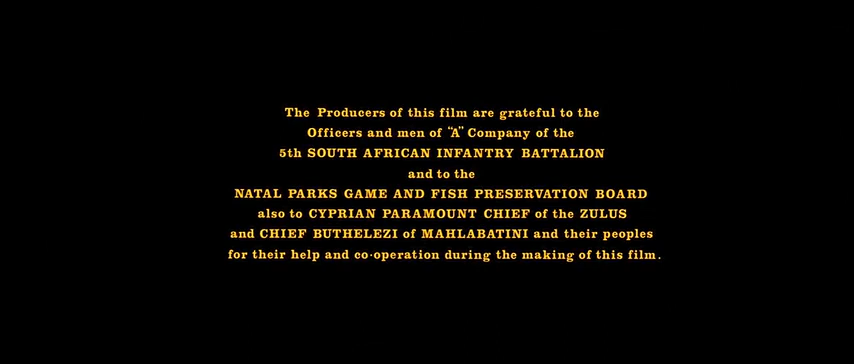 The Producers of this film are grateful to the
Officers and men of "A" Company of the
5th SOUTH AFRICAN INFANTRY BATTALION
and to the
NATAL PARKS GAME AND FISH PRESERVATION BOARD
also to CYPRIAN PARAMOUNT CHIEF of the ZULUS
and CHIEF BUTHELEZI of MAHLABATINI and their peoples
for their help and co-operation during the making of this film.